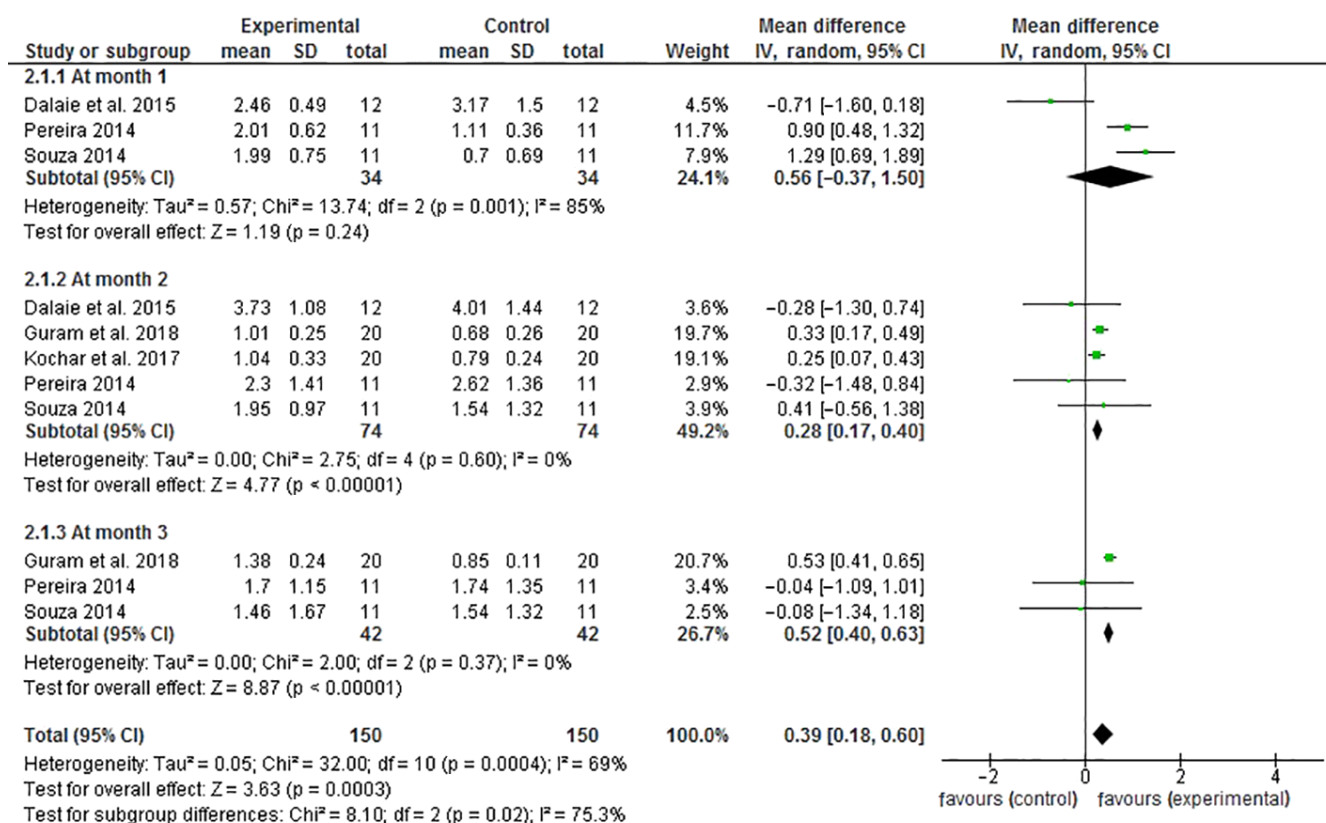 Experimental Control Mean difference Mean difference
Study or subgroup mean SD total mean SD total Weight IV, random, 95% CI IV, random, 95% CI
2.1.1 At month 1
Dalaie et al. 2015 2.46 0.49 12 3.17 1.5 12 4.5% −0.71 [−1.60, 0.18]
Pereira 2014 2.01 0.62 11 1.11 0.36 11 11.7% 0.90 [0.48, 1.32]
Souza 2014 1.99 0.75 11 0.7 0.69 11 7.9% 1.29 [0.69, 1.89]
Subtotal (95% CI) 34 34 24.1% 0.56 [−0.37, 1.50]
Heterogeneity: Tau² = 0.57; Chi² = 13.74; df = 2 (p = 0.001); I² = 85%
Test for overall effect: Z = 1.19 (p = 0.24)
2.1.2 At month 2
Dalaie et al. 2015 3.73 1.08 12 4.01 1.44 12 3.6% −0.28 [−1.30, 0.74]
Guram et al. 2018 1.01 0.25 20 0.68 0.26 20 19.7% 0.33 [0.17, 0.49]
Kochar et al. 2017 1.04 0.33 20 0.79 0.24 20 19.1% 0.25 [0.07, 0.43]
Pereira 2014 2.3 1.41 11 2.62 1.36 11 2.9% −0.32 [−1.48, 0.84]
Souza 2014 1.95 0.97 11 1.54 1.32 11 3.9% 0.41 [−0.56, 1.38]
Subtotal (95% CI) 74 74 49.2% 0.28 [0.17, 0.40]
Heterogeneity: Tau² = 0.00; Chi² = 2.75; df = 4 (p = 0.60); I² = 0%
Test for overall effect: Z = 4.77 (p < 0.00001)
2.1.3 At month 3
Guram et al. 2018 1.38 0.24 20 0.85 0.11 20 20.7% 0.53 [0.41, 0.65]
Pereira 2014 1.7 1.15 11 1.74 1.35 11 3.4% −0.04 [−1.09, 1.01]
Souza 2014 1.46 1.67 11 1.54 1.32 11 2.5% −0.08 [−1.34, 1.18]
Subtotal (95% CI) 42 42 26.7% 0.52 [0.40, 0.63]
Heterogeneity: Tau² = 0.00; Chi² = 2.00; df = 2 (p = 0.37); I² = 0%
Test for overall effect: Z = 8.87 (p < 0.00001)
Total (95% CI) 150 150 100.0% 0.39 [0.18, 0.60]
Heterogeneity: Tau² = 0.05; Chi² = 32.00; df = 10 (p = 0.0004); I² = 69%
Test for overall effect: Z = 3.63 (p = 0.0003)
Test for subgroup differences: Chi² = 8.10; df = 2 (p = 0.02); I² = 75.3%
−2 0 2 4
favours (control) favours (experimental)